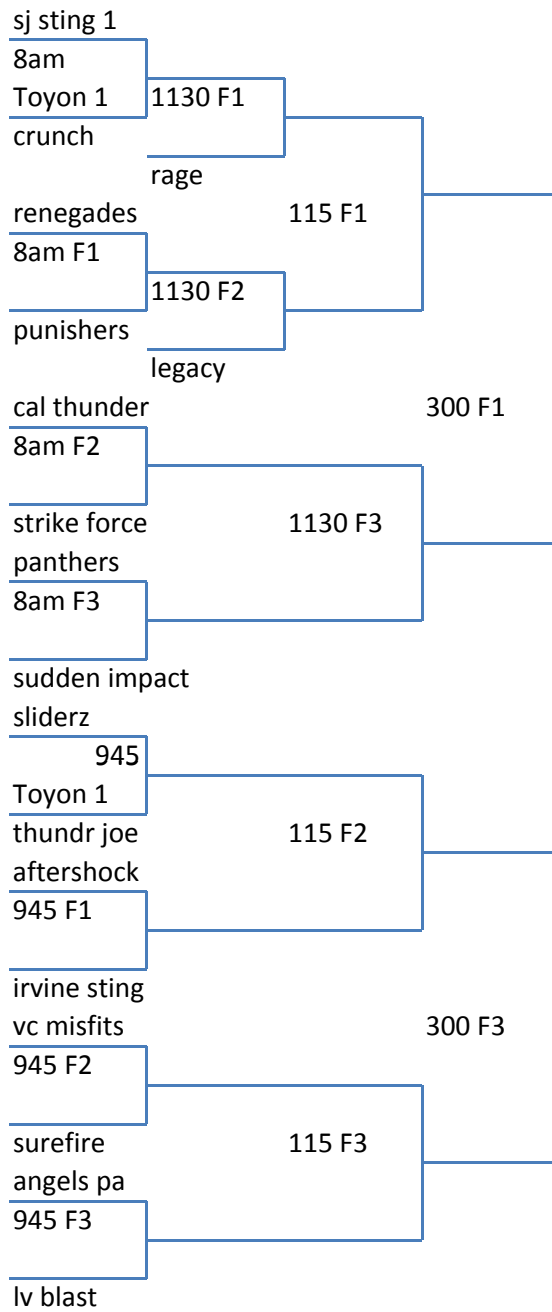 sj sting 1
8am
Toyon 1
1130 F1
crunch
rage
renegades
115 F1
8am F1
1130 F2
punishers
legacy
cal thunder
300 F1
8am F2
strike force
1130 F3
panthers
8am F3
sudden impact
sliderz
945
Toyon 1
thundr joe
115 F2
aftershock
945 F1
irvine sting
vc misfits
300 F3
945 F2
surefire
115 F3
angels pa
945 F3
lv blast